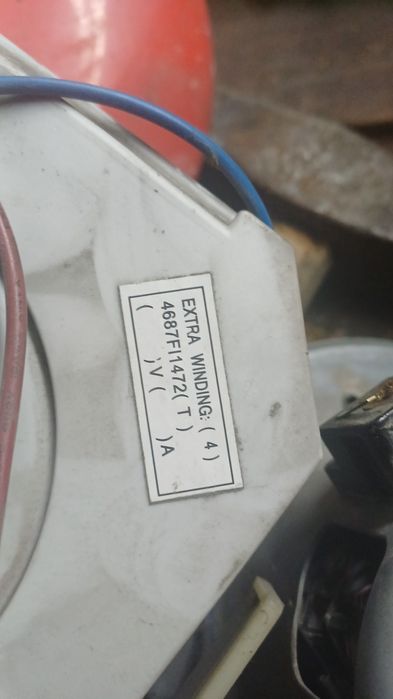 EXTRA WINDING: ( 4 )
4687FI1472( T )
(     )V (     )A